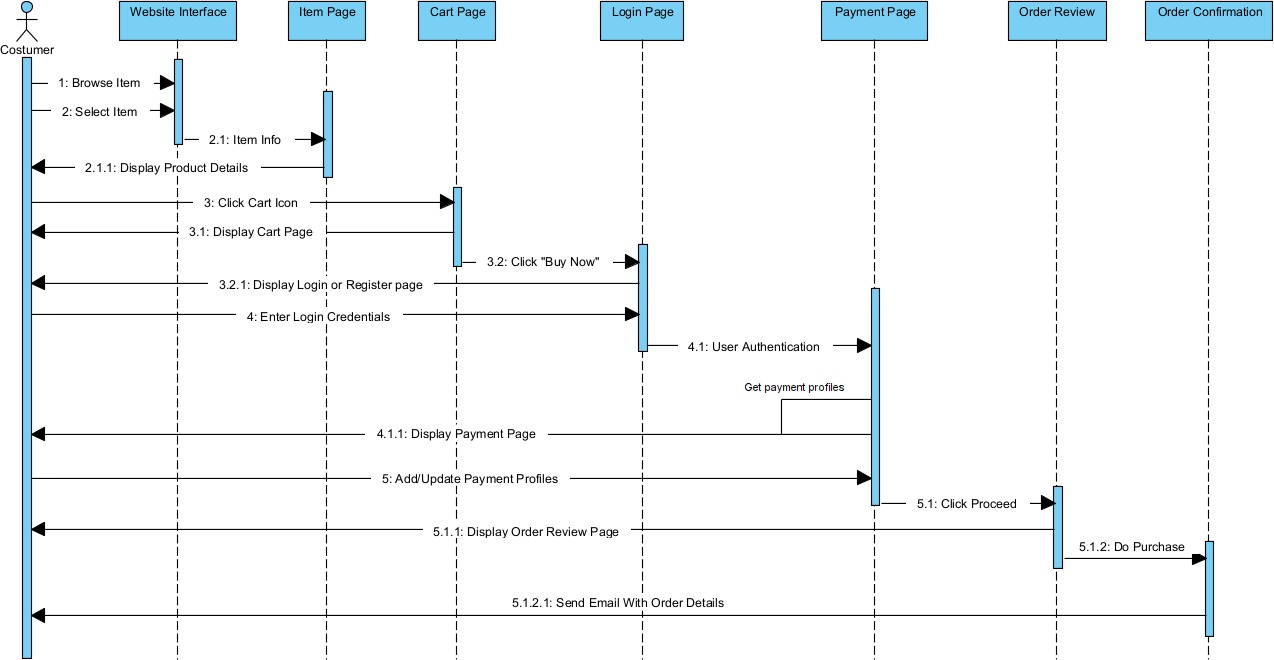 Website Interface
Item Page
Cart Page
Login Page
Payment Page
Order Review
Order Confirmation
Costumer
1: Browse Item
2: Select Item
2.1: Item Info
2.1.1: Display Product Details
3: Click Cart Icon
3.1: Display Cart Page
3.2: Click "Buy Now"
3.2.1: Display Login or Register page
4: Enter Login Credentials
4.1: User Authentication
Get payment profiles
4.1.1: Display Payment Page
5: Add/Update Payment Profiles
5.1: Click Proceed
5.1.1: Display Order Review Page
5.1.2: Do Purchase
5.1.2.1: Send Email With Order Details